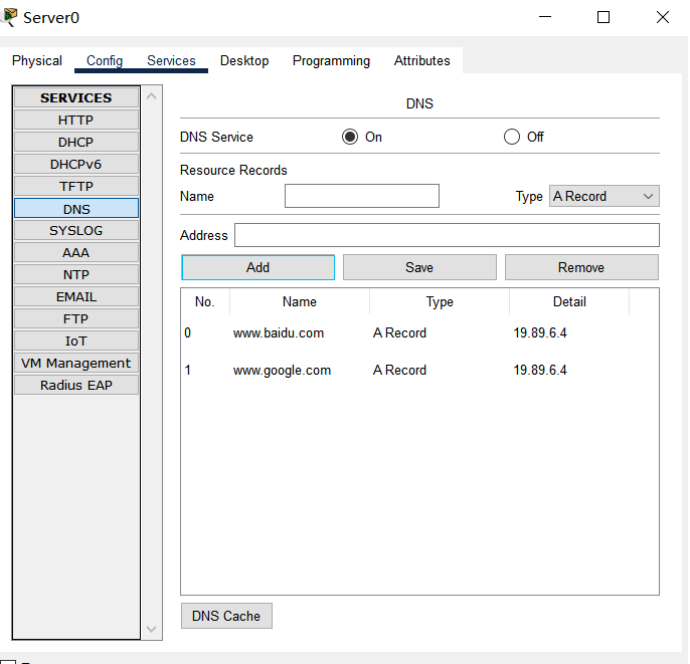 Server0
Physical Config Services Desktop Programming Attributes
SERVICES
HTTP
DHCP
DHCPv6
TFTP
DNS
SYSLOG
AAA
NTP
EMAIL
FTP
IoT
VM Management
Radius EAP
DNS
DNS Service On Off
Resource Records
Name Type A Record
Address
Add Save Remove
No. Name Type Detail
0 www.baidu.com A Record 19.89.6.4
1 www.google.com A Record 19.89.6.4
DNS Cache